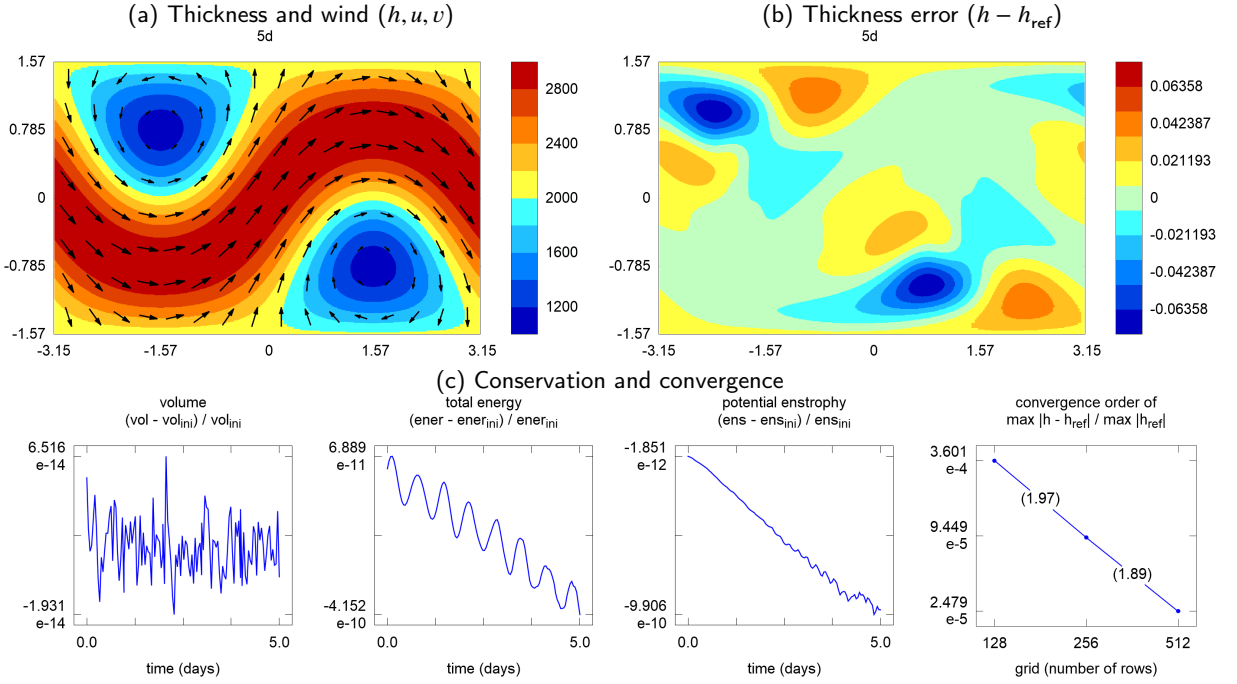 (a) Thickness and wind (h, u, v)
5d
1.57
0.785
0
-0.785
-1.57
-3.15 -1.57 0 1.57 3.15
2800
2400
2000
1600
1200
(b) Thickness error (h − h_ref)
5d
1.57
0.785
0
-0.785
-1.57
-3.15 -1.57 0 1.57 3.15
0.06358
0.042387
0.021193
0
-0.021193
-0.042387
-0.06358
(c) Conservation and convergence
volume
(vol - vol_ini) / vol_ini
6.516
e-14
-1.931
e-14
0.0 5.0
time (days)
total energy
(ener - ener_ini) / ener_ini
6.889
e-11
-4.152
e-10
0.0 5.0
time (days)
potential enstrophy
(ens - ens_ini) / ens_ini
-1.851
e-12
-9.906
e-10
0.0 5.0
time (days)
convergence order of
max |h - h_ref| / max |h_ref|
3.601
e-4
(1.97)
9.449
e-5
(1.89)
2.479
e-5
128 256 512
grid (number of rows)